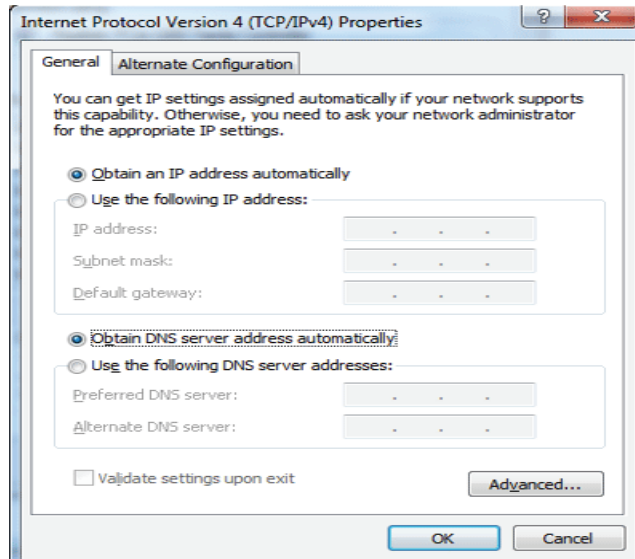 Internet Protocol Version 4 (TCP/IPv4) Properties
?
General
Alternate Configuration
You can get IP settings assigned automatically if your network supports
this capability. Otherwise, you need to ask your network administrator
for the appropriate IP settings.
Obtain an IP address automatically
Use the following IP address:
IP address:
Subnet mask:
Default gateway:
Obtain DNS server address automatically
Use the following DNS server addresses:
Preferred DNS server:
Alternate DNS server:
Validate settings upon exit
Advanced...
OK
Cancel